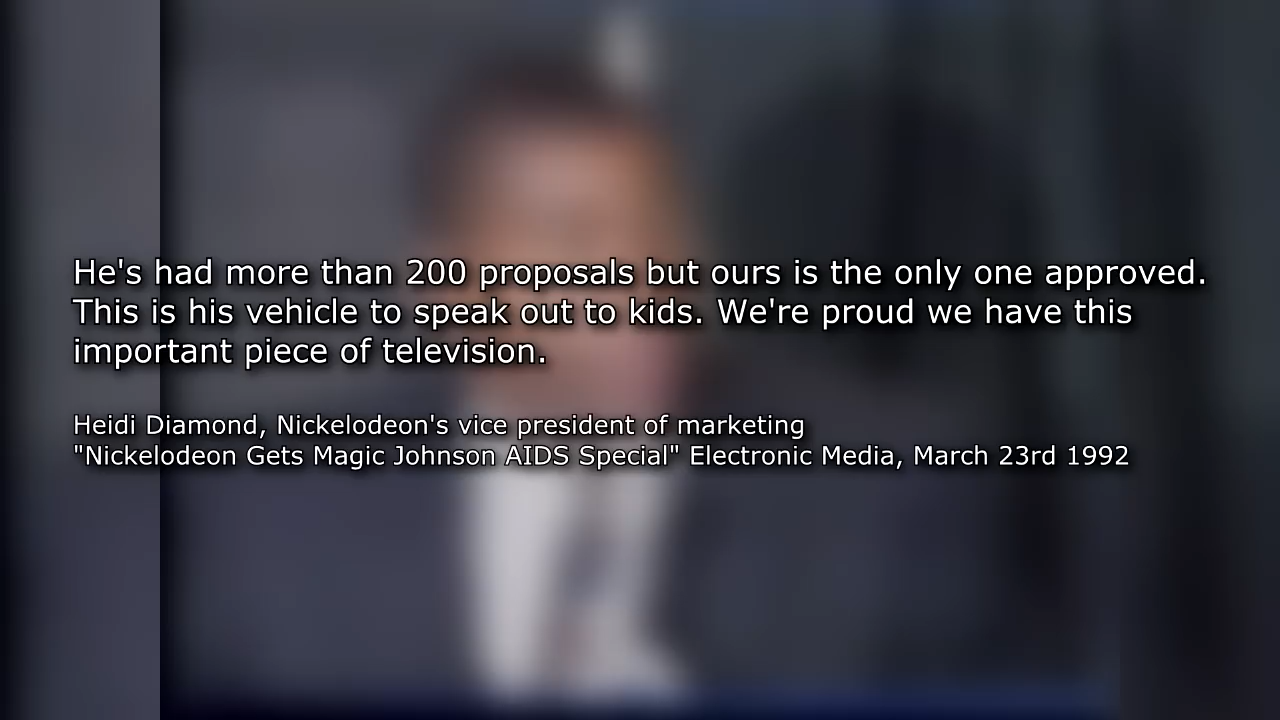 He's had more than 200 proposals but ours is the only one approved.
This is his vehicle to speak out to kids. We're proud we have this
important piece of television.
Heidi Diamond, Nickelodeon's vice president of marketing
"Nickelodeon Gets Magic Johnson AIDS Special" Electronic Media, March 23rd 1992